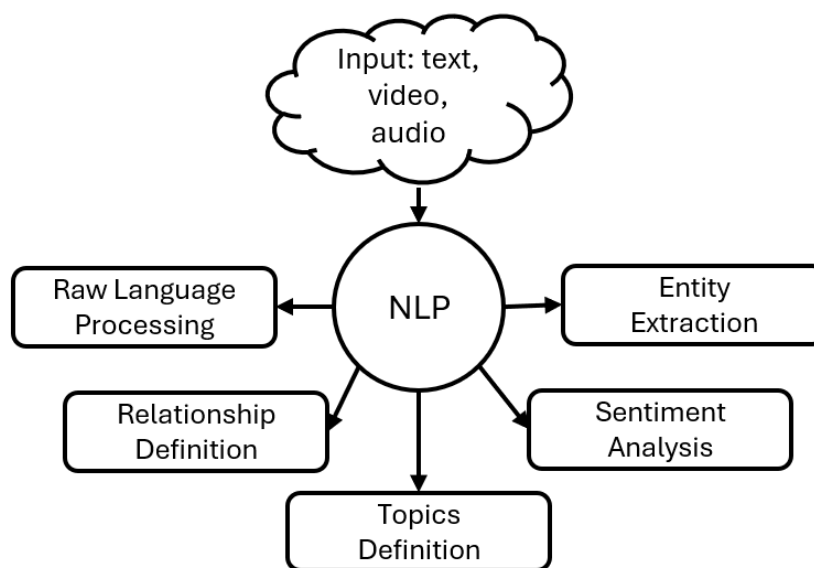 Input: text,
video,
audio
NLP
Raw Language
Processing
Entity
Extraction
Relationship
Definition
Sentiment
Analysis
Topics
Definition